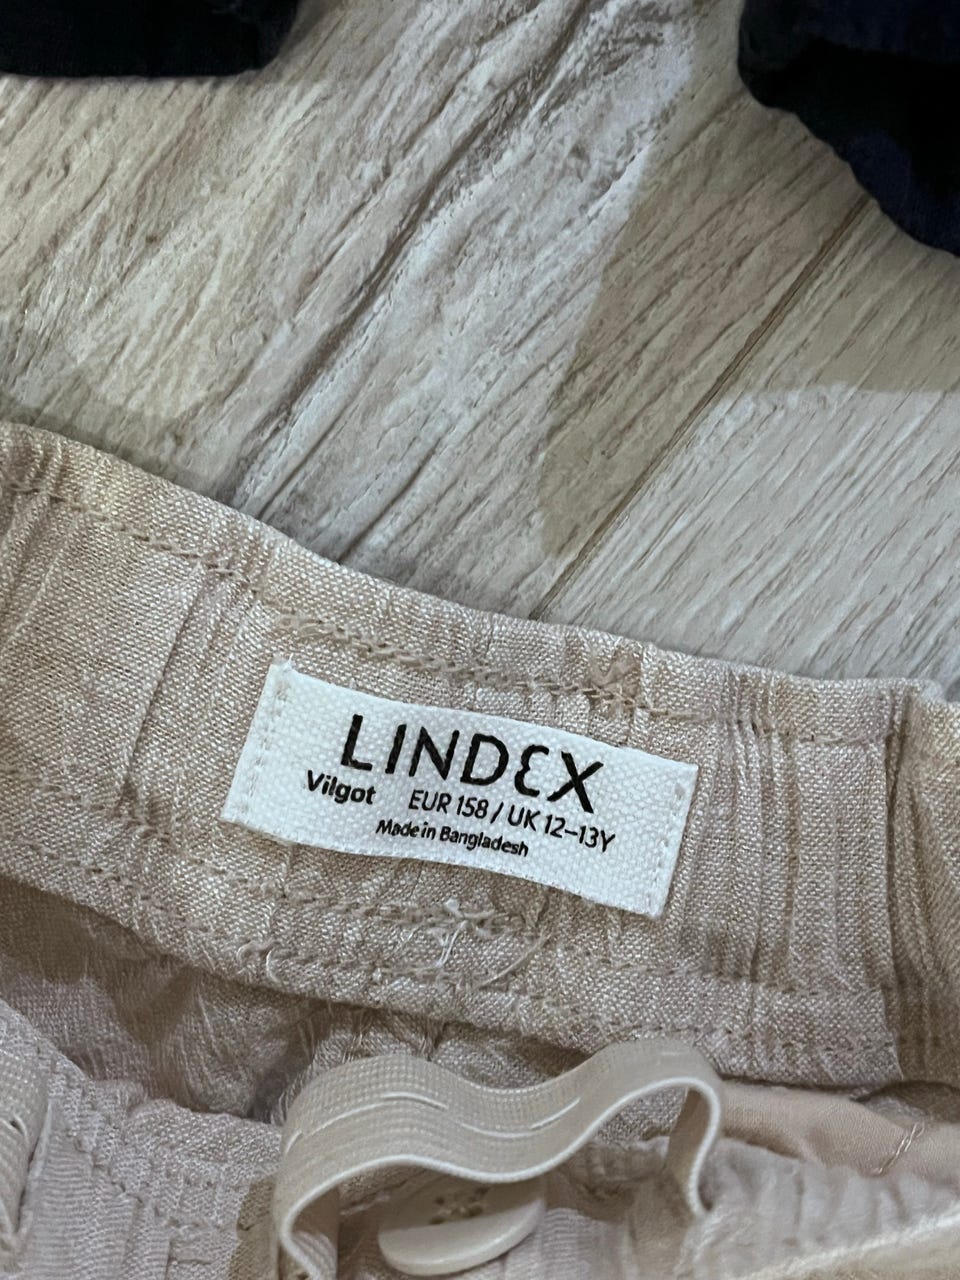 LINDEX
Vilgot EUR 158 / UK 12–13Y
Made in Bangladesh